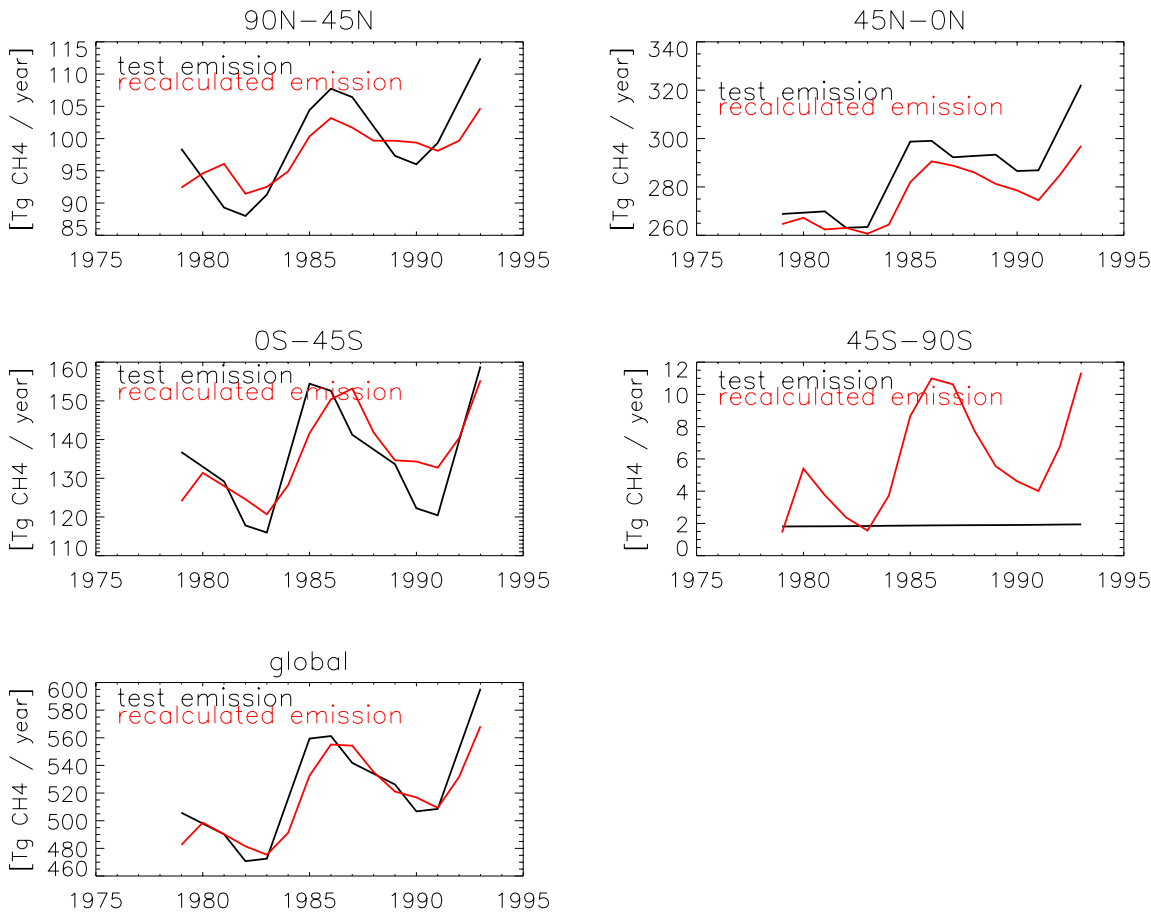 90N−45N
[Tg CH4 / year]
115
110
105
100
95
90
85
test emission
recalculated emission
1975 1980 1985 1990 1995
45N−0N
[Tg CH4 / year]
340
320
300
280
260
test emission
recalculated emission
1975 1980 1985 1990 1995
0S−45S
[Tg CH4 / year]
160
150
140
130
120
110
test emission
recalculated emission
1975 1980 1985 1990 1995
45S−90S
[Tg CH4 / year]
12
10
8
6
4
2
0
test emission
recalculated emission
1975 1980 1985 1990 1995
global
[Tg CH4 / year]
600
580
560
540
520
500
480
460
test emission
recalculated emission
1975 1980 1985 1990 1995